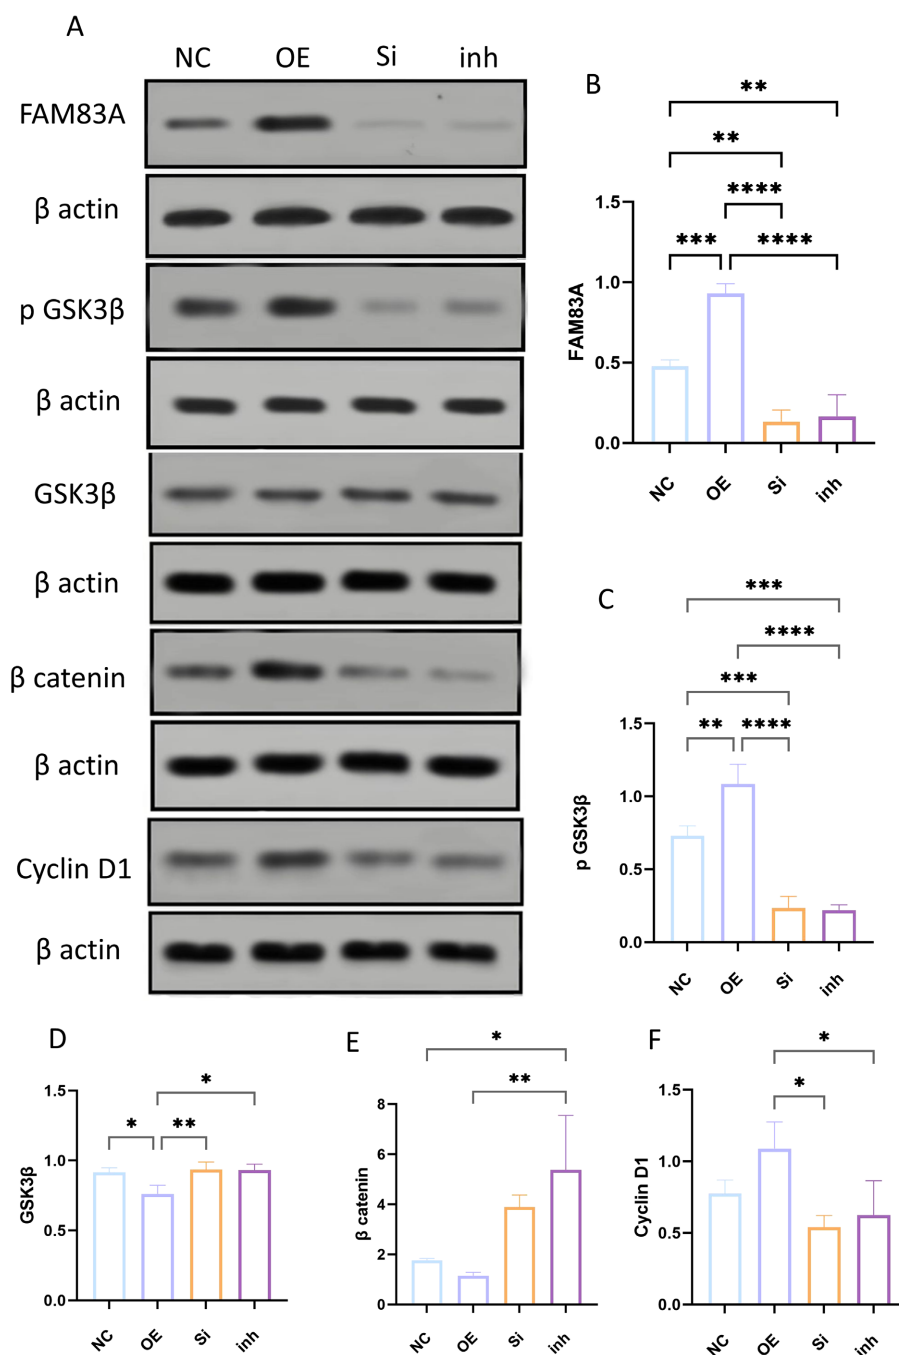 A
NC OE Si inh
FAM83A
β actin
p GSK3β
β actin
GSK3β
β actin
β catenin
β actin
Cyclin D1
β actin
B
**
**
****
*** ****
1.5
1.0
0.5
0.0
FAM83A
NC OE Si inh
C
***
****
***
** ****
1.5
1.0
0.5
0.0
p GSK3β
NC OE Si inh
D
*
* **
1.5
1.0
0.5
0.0
GSK3β
NC OE Si inh
E
*
**
8
6
4
2
0
β catenin
NC OE Si inh
F
*
*
1.5
1.0
0.5
0.0
Cyclin D1
NC OE Si inh